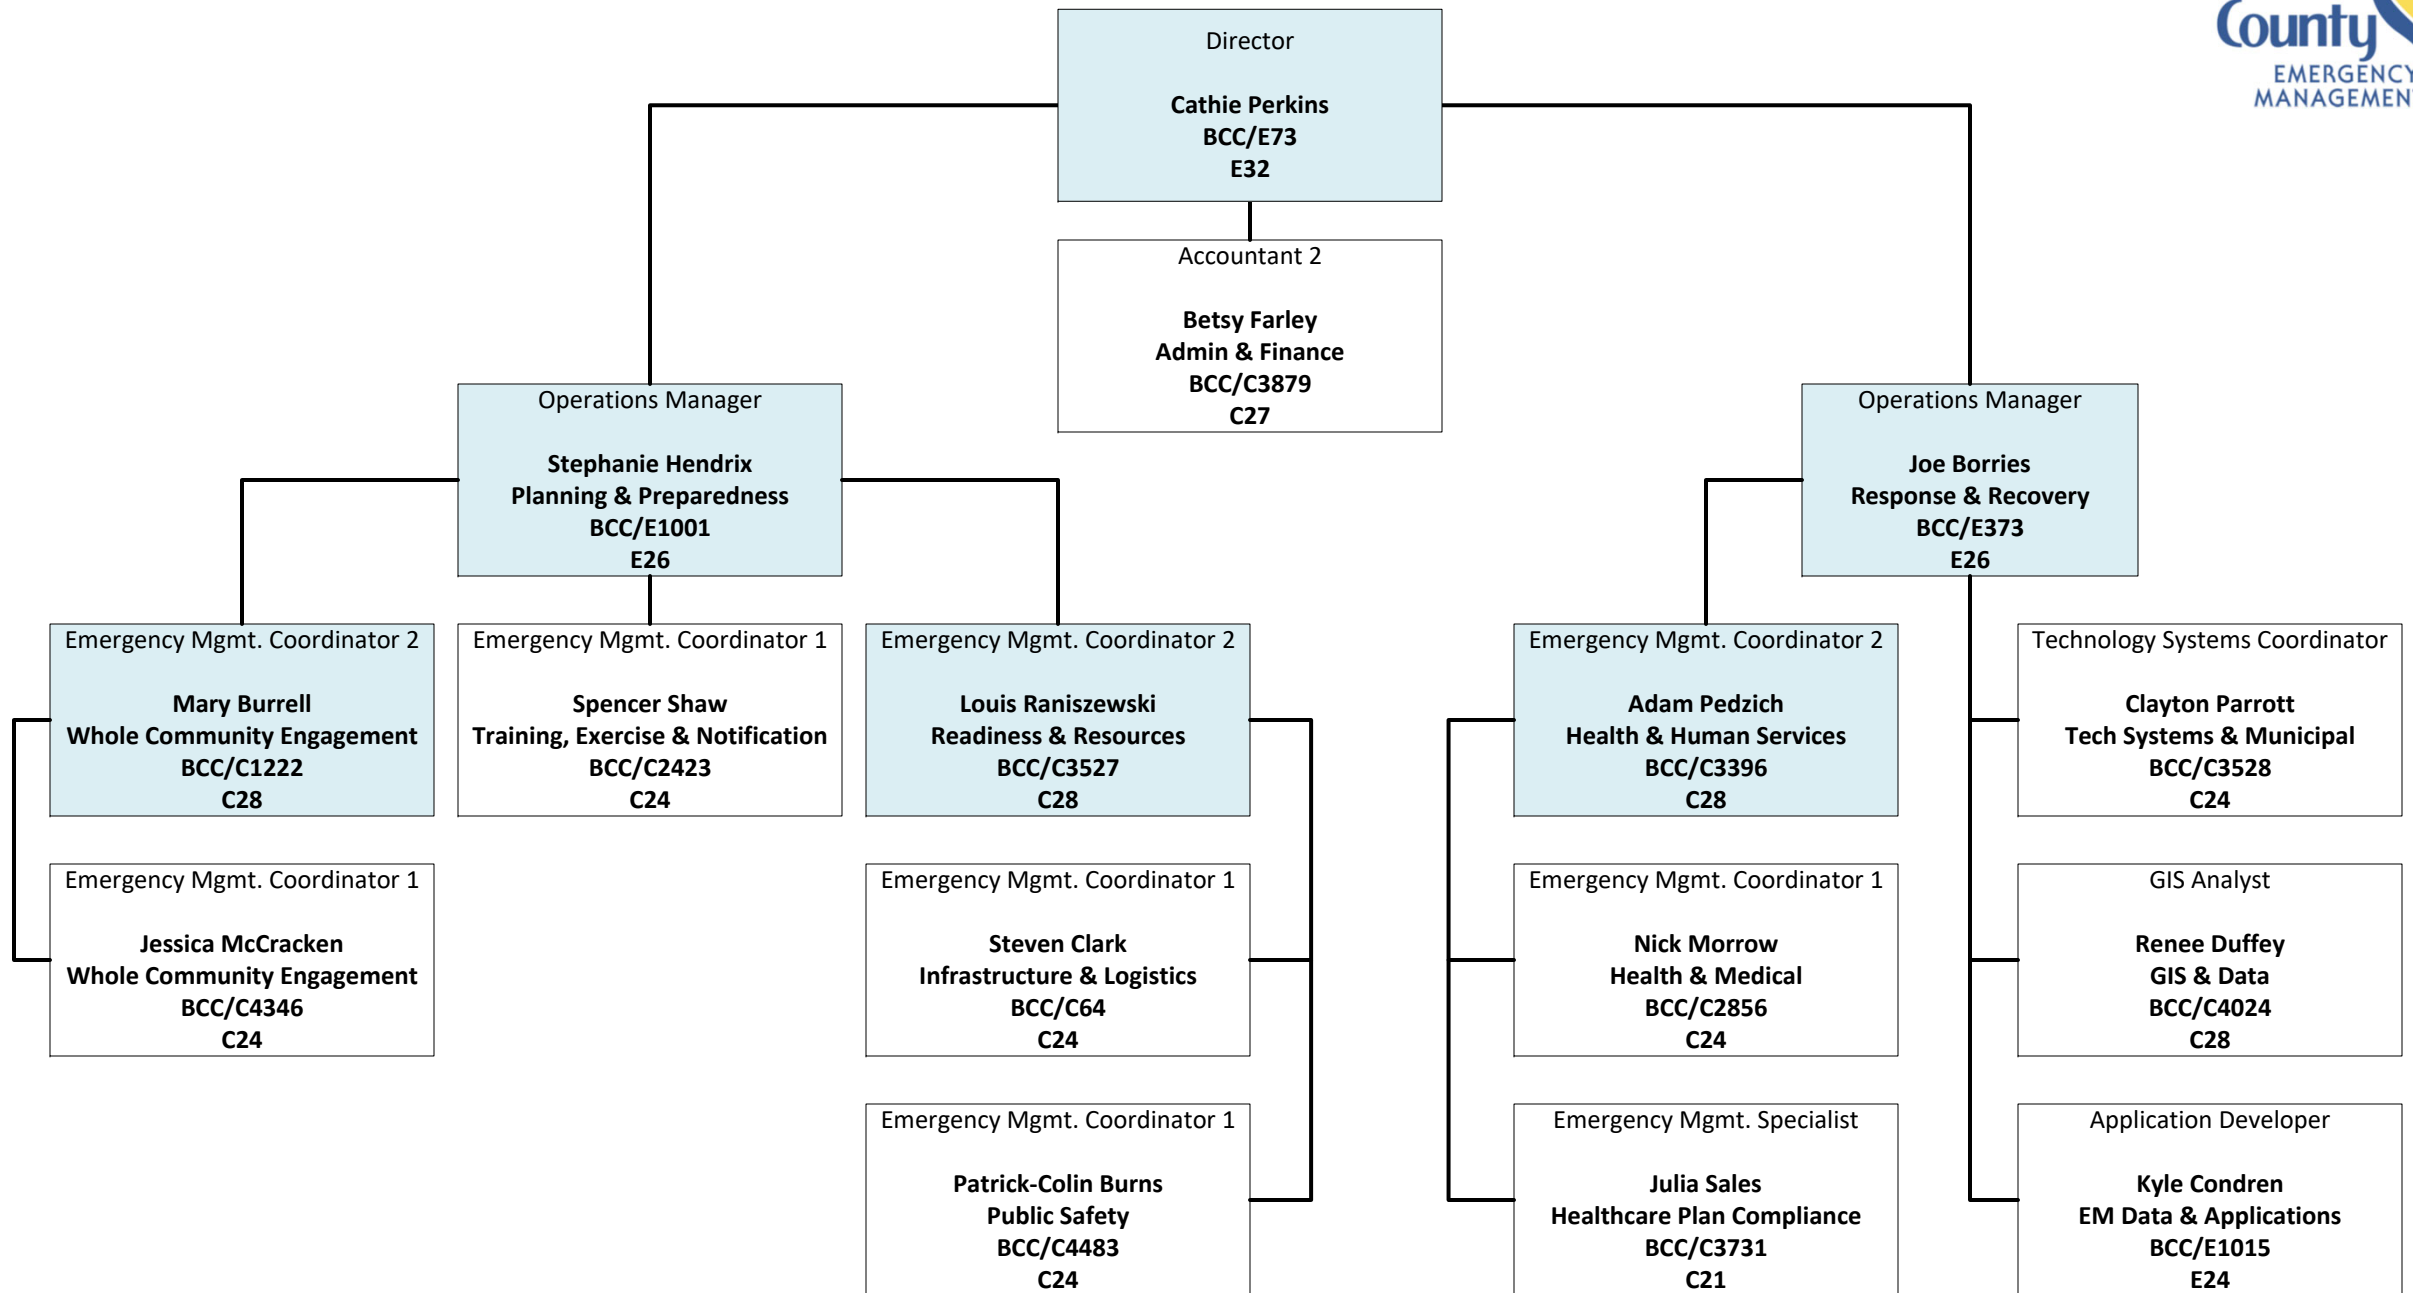 County
EMERGENCY
MANAGEMENT
Director
Cathie Perkins
BCC/E73
E32
Accountant 2
Betsy Farley
Admin & Finance
BCC/C3879
C27
Operations Manager
Stephanie Hendrix
Planning & Preparedness
BCC/E1001
E26
Operations Manager
Joe Borries
Response & Recovery
BCC/E373
E26
Emergency Mgmt. Coordinator 2
Mary Burrell
Whole Community Engagement
BCC/C1222
C28
Emergency Mgmt. Coordinator 1
Spencer Shaw
Training, Exercise & Notification
BCC/C2423
C24
Emergency Mgmt. Coordinator 2
Louis Raniszewski
Readiness & Resources
BCC/C3527
C28
Emergency Mgmt. Coordinator 2
Adam Pedzich
Health & Human Services
BCC/C3396
C28
Technology Systems Coordinator
Clayton Parrott
Tech Systems & Municipal
BCC/C3528
C24
Emergency Mgmt. Coordinator 1
Jessica McCracken
Whole Community Engagement
BCC/C4346
C24
Emergency Mgmt. Coordinator 1
Steven Clark
Infrastructure & Logistics
BCC/C64
C24
Emergency Mgmt. Coordinator 1
Nick Morrow
Health & Medical
BCC/C2856
C24
GIS Analyst
Renee Duffey
GIS & Data
BCC/C4024
C28
Emergency Mgmt. Coordinator 1
Patrick-Colin Burns
Public Safety
BCC/C4483
C24
Emergency Mgmt. Specialist
Julia Sales
Healthcare Plan Compliance
BCC/C3731
C21
Application Developer
Kyle Condren
EM Data & Applications
BCC/E1015
E24